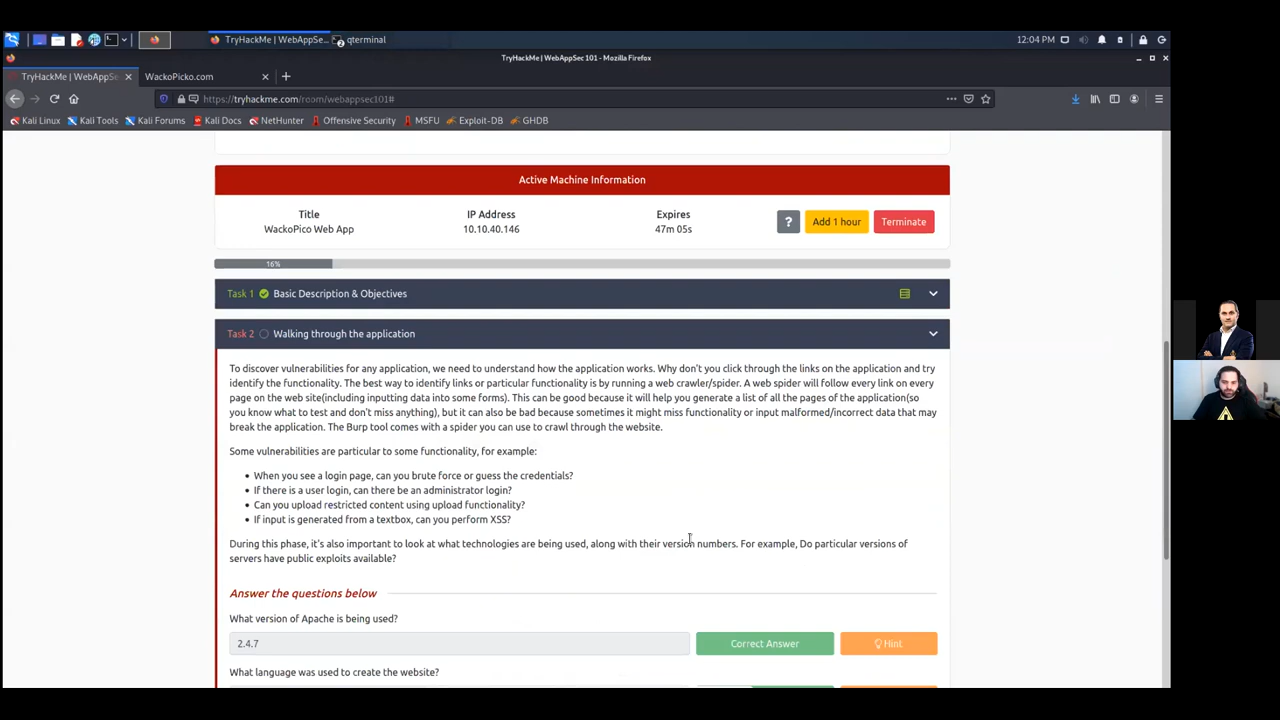 TryHackMe | WebAppSe... qterminal 12:04 PM
TryHackMe | WebAppSec 101 - Mozilla Firefox
TryHackMe | WebAppSe WackoPicko.com
https://tryhackme.com/room/webappsec101#
Kali Linux Kali Tools Kali Forums Kali Docs NetHunter Offensive Security MSFU Exploit-DB GHDB
Active Machine Information
Title IP Address Expires
WackoPico Web App 10.10.40.146 47m 05s
? Add 1 hour Terminate
16%
Task 1 Basic Description & Objectives
Task 2 Walking through the application
To discover vulnerabilities for any application, we need to understand how the application works. Why don't you click through the links on the application and try
identify the functionality. The best way to identify links or particular functionality is by running a web crawler/spider. A web spider will follow every link on every
page on the web site(including inputting data into some forms). This can be good because it will help you generate a list of all the pages of the application(so
you know what to test and don't miss anything), but it can also be bad because sometimes it might miss functionality or input malformed/incorrect data that may
break the application. The Burp tool comes with a spider you can use to crawl through the website.
Some vulnerabilities are particular to some functionality, for example:
• When you see a login page, can you brute force or guess the credentials?
• If there is a user login, can there be an administrator login?
• Can you upload restricted content using upload functionality?
• If input is generated from a textbox, can you perform XSS?
During this phase, it's also important to look at what technologies are being used, along with their version numbers. For example, Do particular versions of
servers have public exploits available?
Answer the questions below
What version of Apache is being used?
2.4.7 Correct Answer Hint
What language was used to create the website?